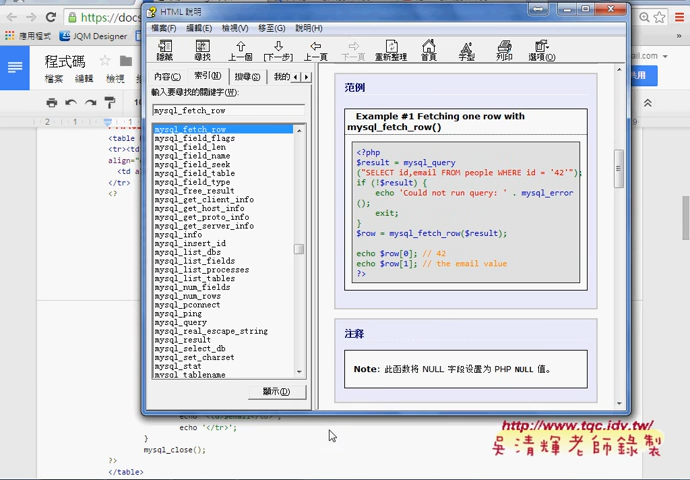 https://docs
HTML 說明
應用程式
JQM Designer
程式碼
檔案 編輯 檢視
檔案(F) 編輯(E) 檢視(V) 移至(G) 說明(H)
隱藏 尋找 上一個 [下一步] 上一頁 下一頁 重新整理 首頁 字型 列印 選項(O)
內容(C) 索引(N) 搜尋(S) 我的
輸入要尋找的關鍵字(W):
mysql_fetch_row
mysql_fetch_row
mysql_field_flags
mysql_field_len
mysql_field_name
mysql_field_seek
mysql_field_table
mysql_field_type
mysql_free_result
mysql_get_client_info
mysql_get_host_info
mysql_get_proto_info
mysql_get_server_info
mysql_info
mysql_insert_id
mysql_list_dbs
mysql_list_fields
mysql_list_processes
mysql_list_tables
mysql_num_fields
mysql_num_rows
mysql_pconnect
mysql_ping
mysql_query
mysql_real_escape_string
mysql_result
mysql_select_db
mysql_set_charset
mysql_stat
mysql_tablename
顯示(D)
范例
Example #1 Fetching one row with
mysql_fetch_row()
<?php
$result = mysql_query
("SELECT id,email FROM people WHERE id = '42'");
if (!$result) {
echo 'Could not run query: ' . mysql_error
();
exit;
}
$row = mysql_fetch_row($result);
echo $row[0]; // 42
echo $row[1]; // the email value
?>
注释
Note: 此函数将 NULL 字段设置为 PHP NULL 值。
<table
<tr><td
align="c
<td a
</tr>
<?
echo '</tr>';
}
mysql_close();
?>
</table>
http://www.tqc.idv.tw/
吳清輝老師錄製